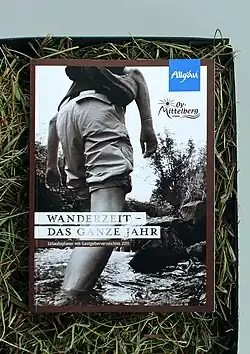 Allgäu
Oy-
Mittelberg
WANDERZEIT –
DAS GANZE JAHR
Urlaubsplaner mit Gastgeberverzeichnis 2011